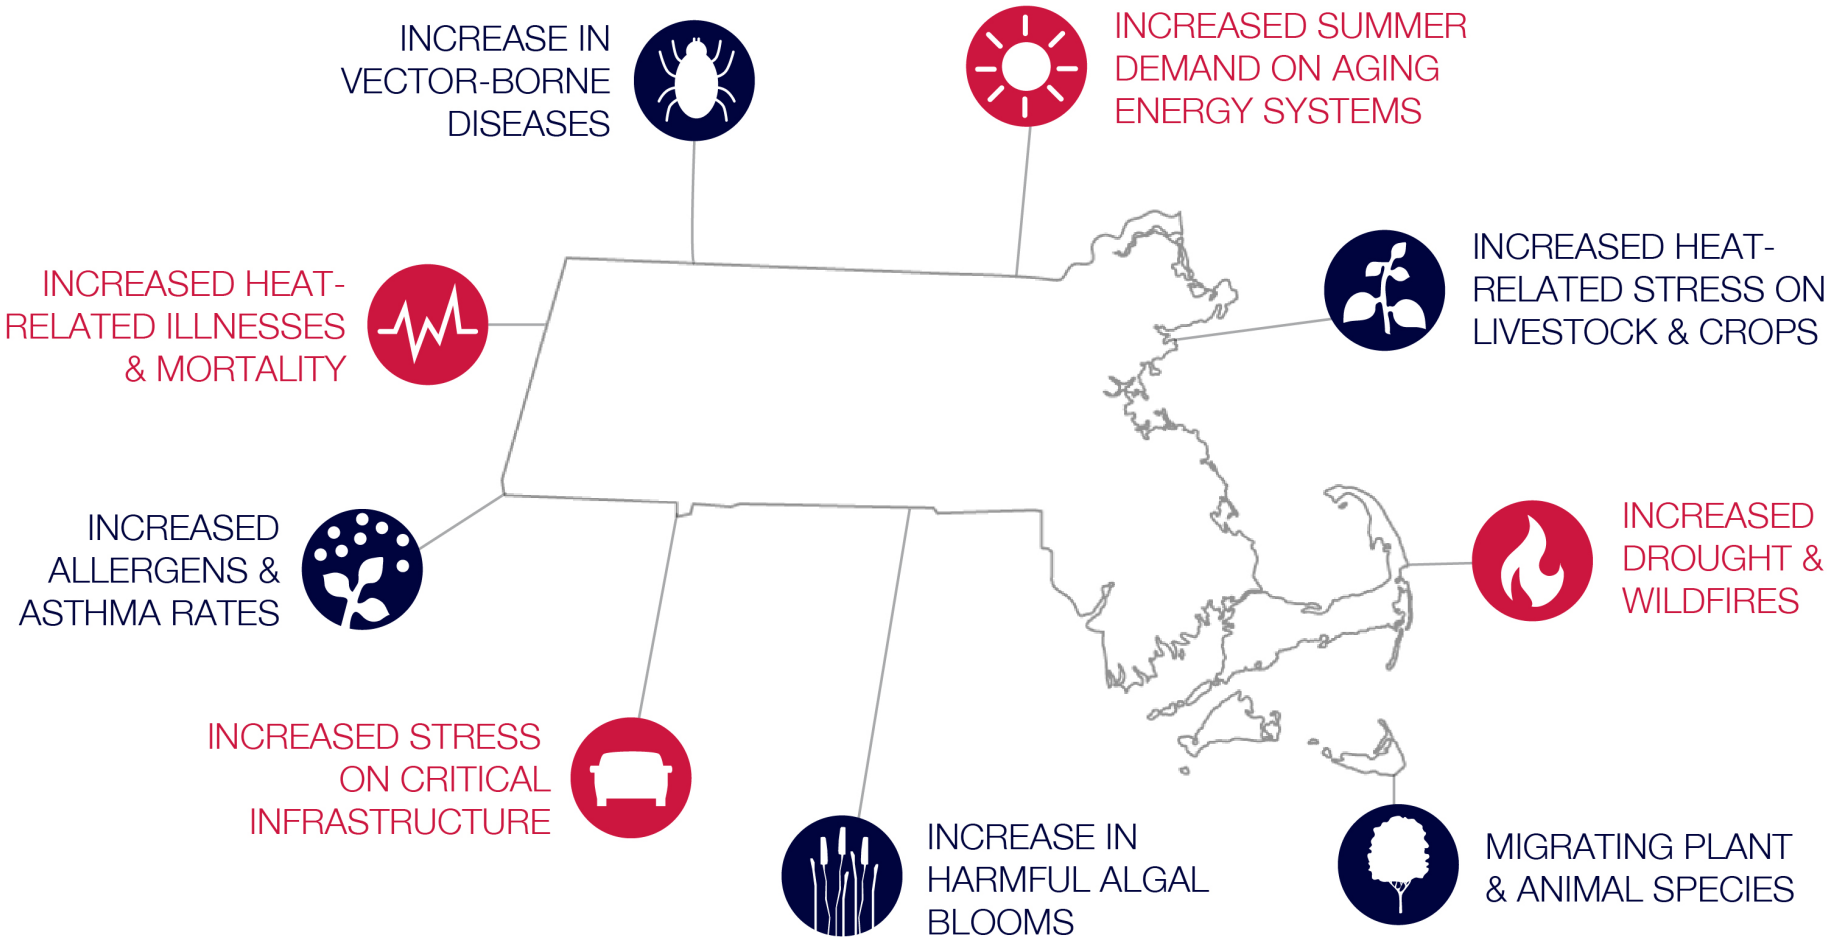 INCREASE IN
VECTOR-BORNE
DISEASES
INCREASED SUMMER
DEMAND ON AGING
ENERGY SYSTEMS
INCREASED HEAT-
RELATED ILLNESSES
& MORTALITY
INCREASED HEAT-
RELATED STRESS ON
LIVESTOCK & CROPS
INCREASED
ALLERGENS &
ASTHMA RATES
INCREASED
DROUGHT &
WILDFIRES
INCREASED STRESS
ON CRITICAL
INFRASTRUCTURE
INCREASE IN
HARMFUL ALGAL
BLOOMS
MIGRATING PLANT
& ANIMAL SPECIES